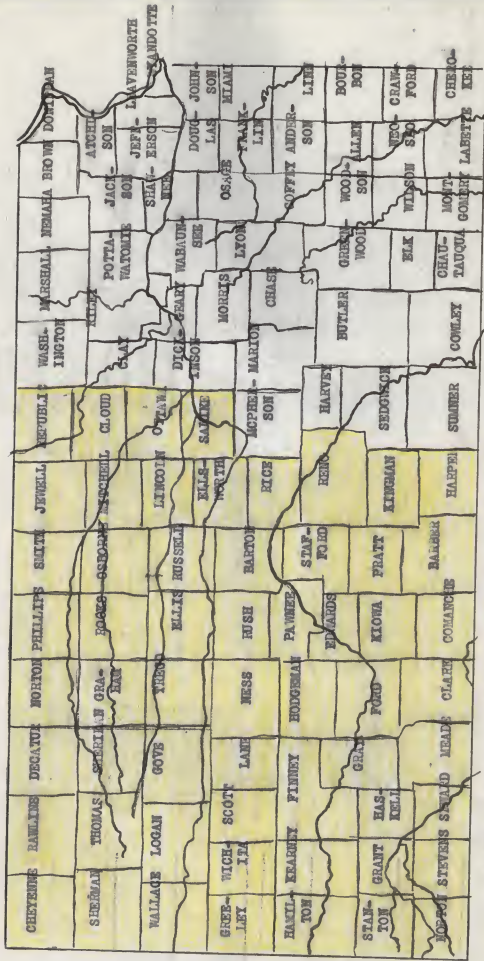 CHEYENNE
RAWLINS
DECATUR
NORTON
PHILLIPS
SMITH
JEWELL
REPUBLIC
WASH-
INGTON
MARSHALL
NEMAHA
BROWN
DONIPHAN
SHERMAN
THOMAS
SHERIDAN
GRA-
HAM
ROOKS
OSBORNE
MITCHELL
CLOUD
CLAY
RILEY
POTTA-
WATOMIE
JACK-
SON
ATCHI-
SON
JEFF-
ERSON
LEAVENWORTH
WALLACE
LOGAN
GOVE
TREGO
ELLIS
RUSSELL
LINCOLN
OTTAWA
SALINE
ELLS-
WORTH
DICK-
INSON
GEARY
WABAUN-
SEE
SHAW-
NEE
DOUG-
LAS
JOHN-
SON
GREE-
LEY
WICH-
ITA
SCOTT
LANE
NESS
RUSH
BARTON
RICE
MCPHER-
SON
MARION
MORRIS
CHASE
LYON
OSAGE
FRANK-
LIN
MIAMI
HAMIL-
TON
KEARNEY
FINNEY
HODGEMAN
PAWNEE
EDWARDS
STAF-
FORD
RENO
HARVEY
BUTLER
GREEN-
WOOD
COFFEY
WOOD-
SON
ANDER-
SON
ALLEN
LINN
BOUR-
BON
STAN-
TON
GRANT
HAS-
KELL
GRAY
FORD
KIOWA
PRATT
KINGMAN
SEDGWICK
ELK
WILSON
NEO-
SHO
CRAW-
FORD
MORTON
STEVENS
SEWARD
MEADE
CLARK
COMANCHE
BARBER
HARPER
SUMNER
COWLEY
CHAU-
TAUQUA
MONT-
GOMERY
LABETTE
CHERO-
KEE